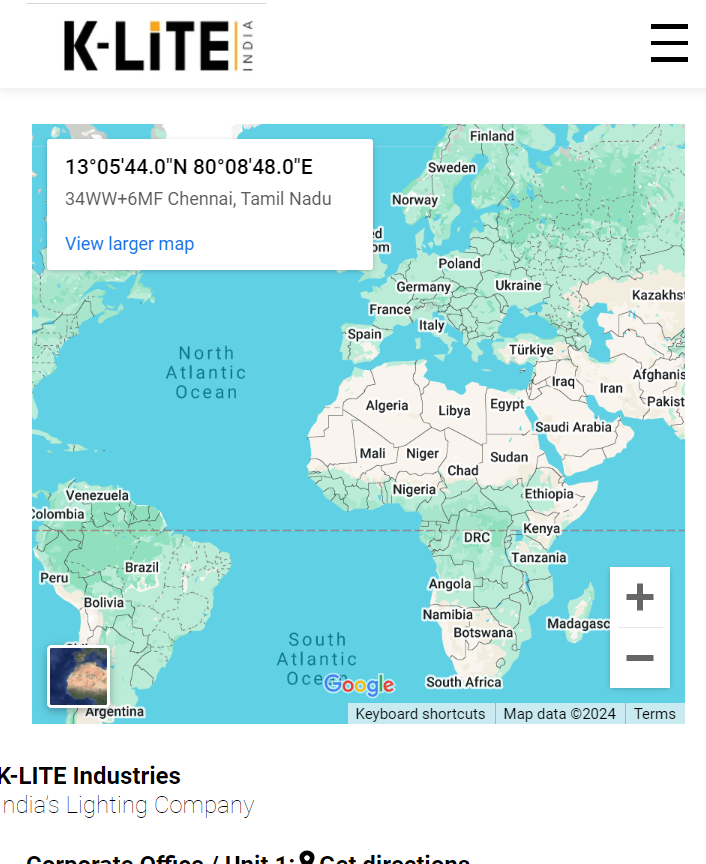 K-LiTE INDIA
13°05'44.0"N 80°08'48.0"E
34WW+6MF Chennai, Tamil Nadu
View larger map
Finland
Sweden
Norway
ed
om
Poland
Germany
Ukraine
Kazakhst
France
Italy
Spain
Türkiye
North
Atlantic
Ocean
Iraq
Iran
Afghanis
Pakist
Algeria
Libya
Egypt
Saudi Arabia
Mali
Niger
Sudan
Chad
Nigeria
Ethiopia
Venezuela
Colombia
DRC
Kenya
Tanzania
Brazil
Peru
Angola
Bolivia
Namibia
Madagasc
Botswana
South
Atlantic
Oce
South Africa
Google
Argentina
Keyboard shortcuts
Map data ©2024
Terms
K-LITE Industries
ndia's Lighting Company
Corporate Office / Unit 1: Get directions